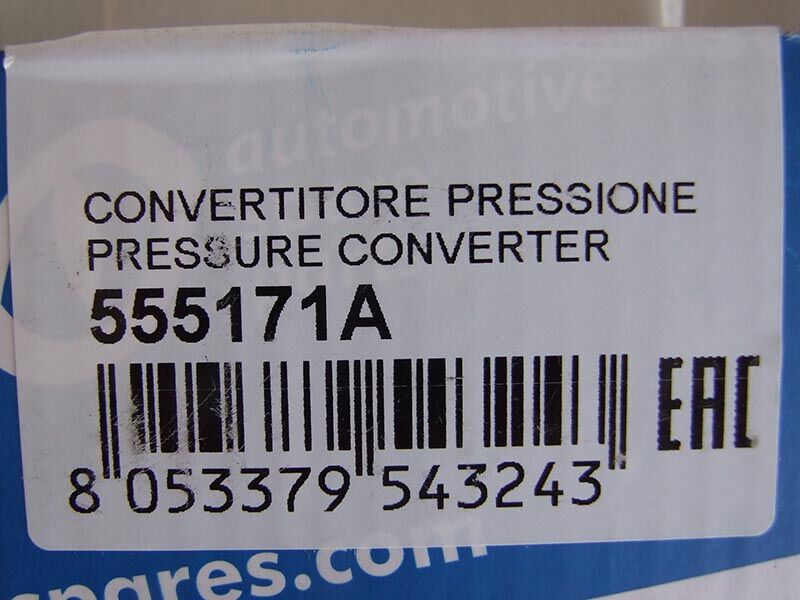 automotive
CONVERTITORE PRESSIONE
PRESSURE CONVERTER
555171A
EAC
8 053379 543243
spares.com